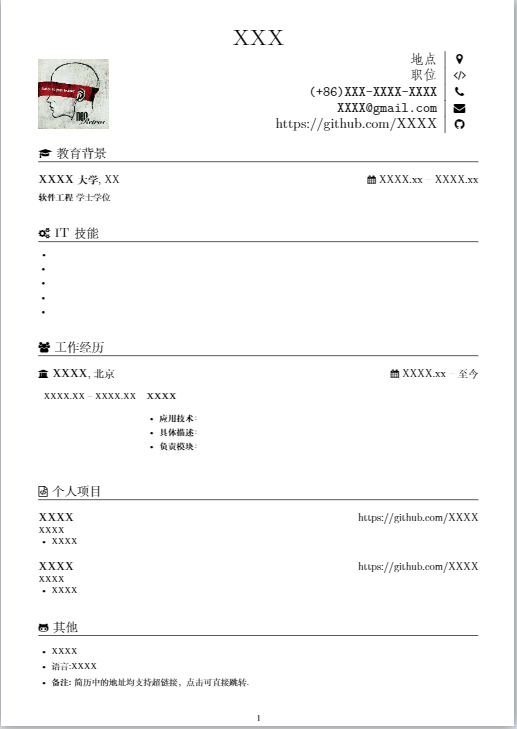 XXX
地点
职位
(+86)XXX-XXXX-XXXX
XXXX@gmail.com
https://github.com/XXXX
教育背景
XXXX 大学, XX XXXX.xx – XXXX.xx
软件工程 学士学位
IT 技能
工作经历
XXXX, 北京 XXXX.xx – 至今
XXXX.XX – XXXX.XX XXXX
• 应用技术:
• 具体描述:
• 负责模块:
个人项目
XXXX https://github.com/XXXX
XXXX
• XXXX
XXXX https://github.com/XXXX
XXXX
• XXXX
其他
• XXXX
• 语言:XXXX
• 备注: 简历中的地址均支持超链接，点击可直接跳转.
1